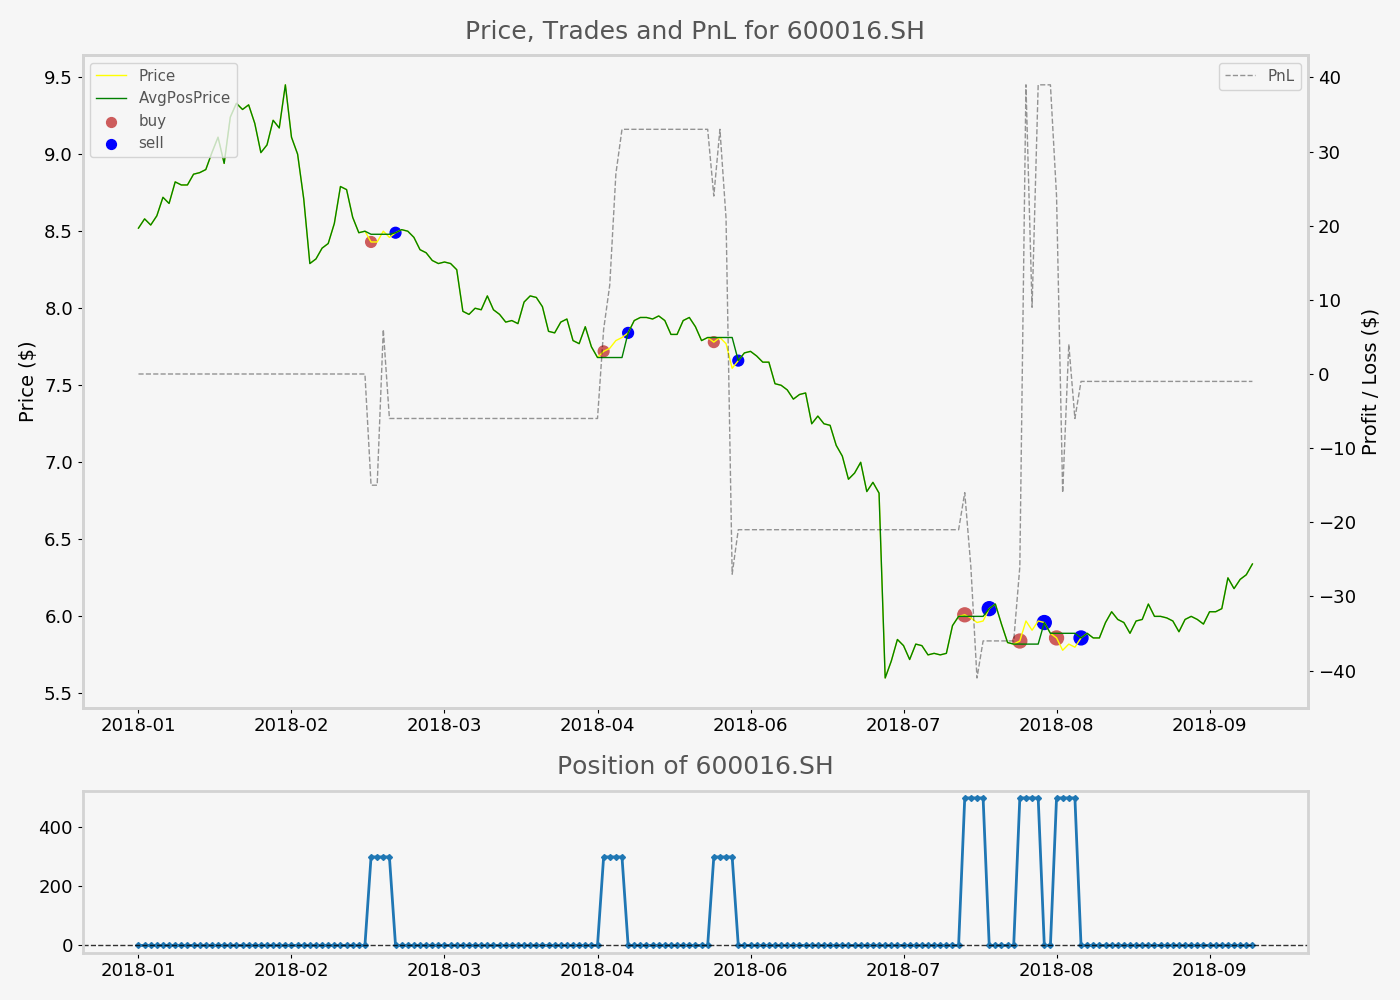 Price, Trades and PnL for 600016.SH
Price
AvgPosPrice
buy
sell
PnL
Price ($)
9.5
9.0
8.5
8.0
7.5
7.0
6.5
6.0
5.5
Profit / Loss ($)
40
30
20
10
0
−10
−20
−30
−40
2018-01 2018-02 2018-03 2018-04 2018-06 2018-07 2018-08 2018-09
Position of 600016.SH
400
200
0
2018-01 2018-02 2018-03 2018-04 2018-06 2018-07 2018-08 2018-09